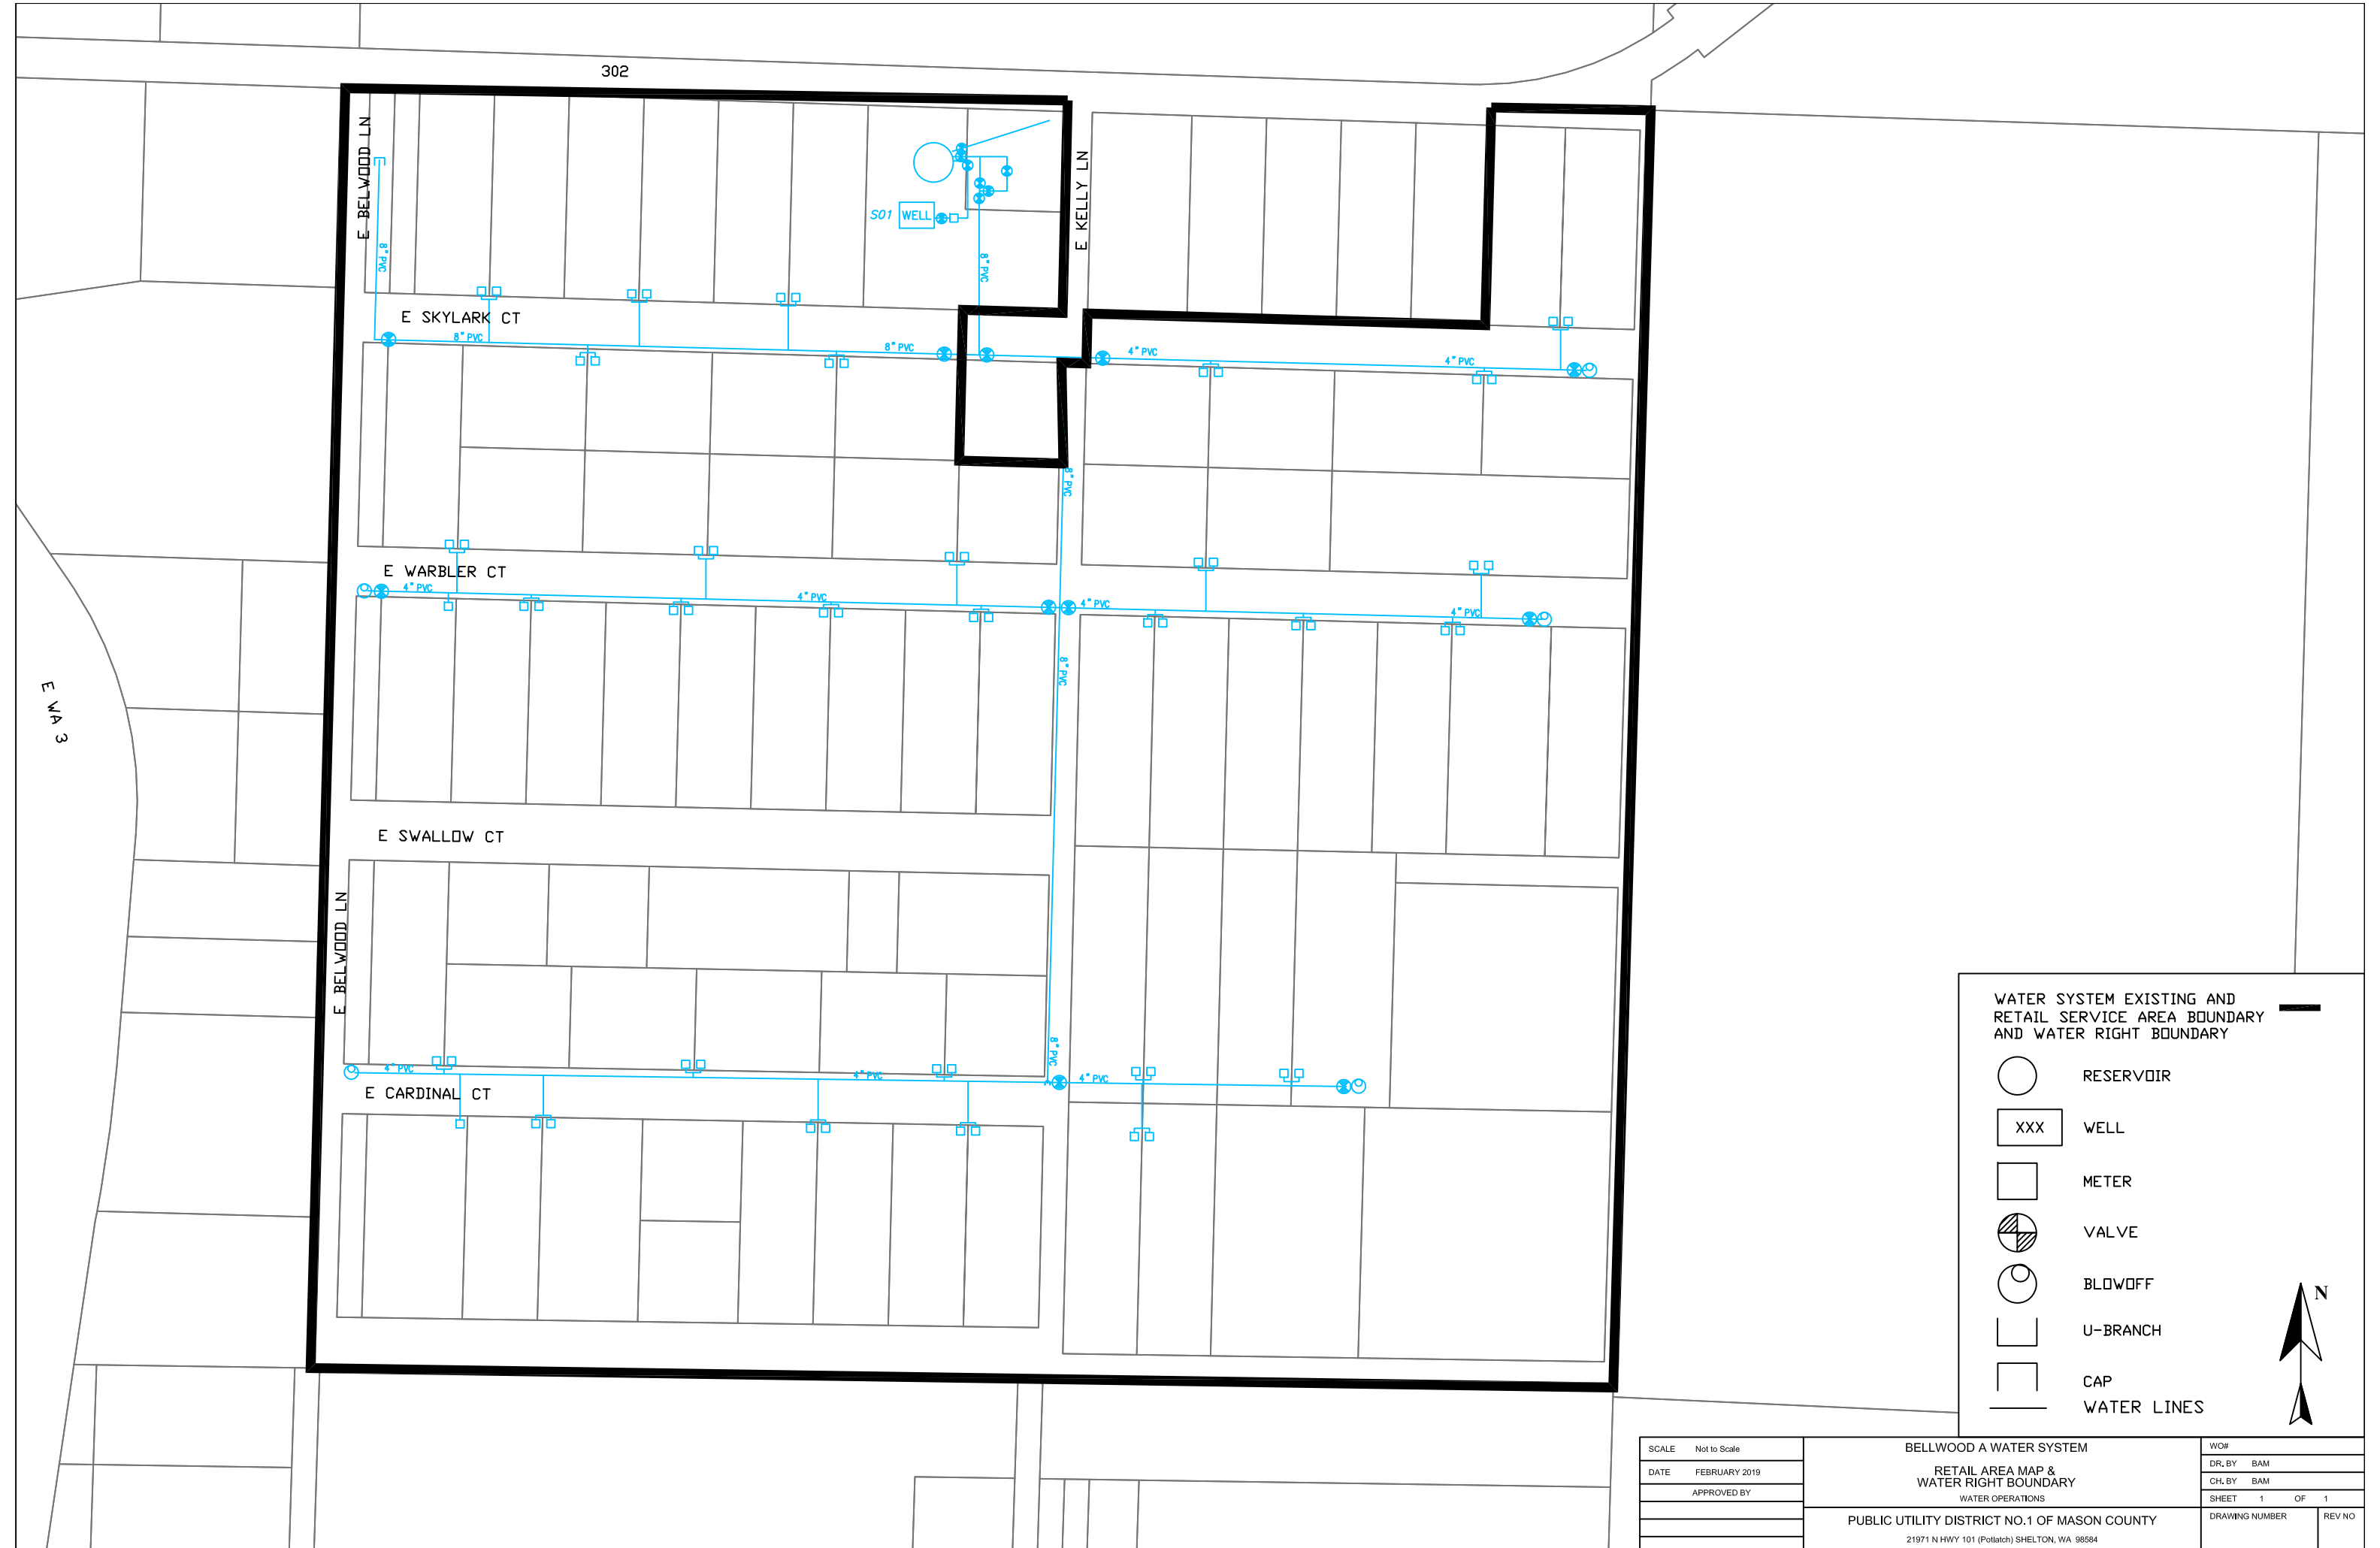 302
E BELWOOD LN
8" PVC
S01 WELL
8" PVC
E KELLY LN
E SKYLARK CT
8" PVC
8" PVC
4" PVC
4" PVC
8" PVC
E WARBLER CT
4" PVC
4" PVC
4" PVC
4" PVC
8" PVC
E WA 3
E SWALLOW CT
E BELWOOD LN
8" PVC
4" PVC
4" PVC
4" PVC
E CARDINAL CT
WATER SYSTEM EXISTING AND
RETAIL SERVICE AREA BOUNDARY
AND WATER RIGHT BOUNDARY
RESERVOIR
XXX WELL
METER
VALVE
BLOWOFF
U-BRANCH
CAP
WATER LINES
N
SCALE Not to Scale
DATE FEBRUARY 2019
APPROVED BY
BELLWOOD A WATER SYSTEM
RETAIL AREA MAP &
WATER RIGHT BOUNDARY
WATER OPERATIONS
PUBLIC UTILITY DISTRICT NO.1 OF MASON COUNTY
21971 N HWY 101 (Potlatch) SHELTON, WA 98584
WO#
DR. BY BAM
CH. BY BAM
SHEET 1 OF 1
DRAWING NUMBER REV NO